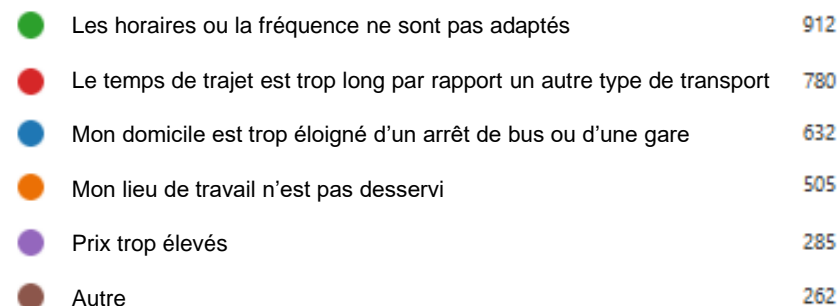 Les horaires ou la fréquence ne sont pas adaptés 912
Le temps de trajet est trop long par rapport un autre type de transport 780
Mon domicile est trop éloigné d'un arrêt de bus ou d'une gare 632
Mon lieu de travail n'est pas desservi 505
Prix trop élevés 285
Autre 262